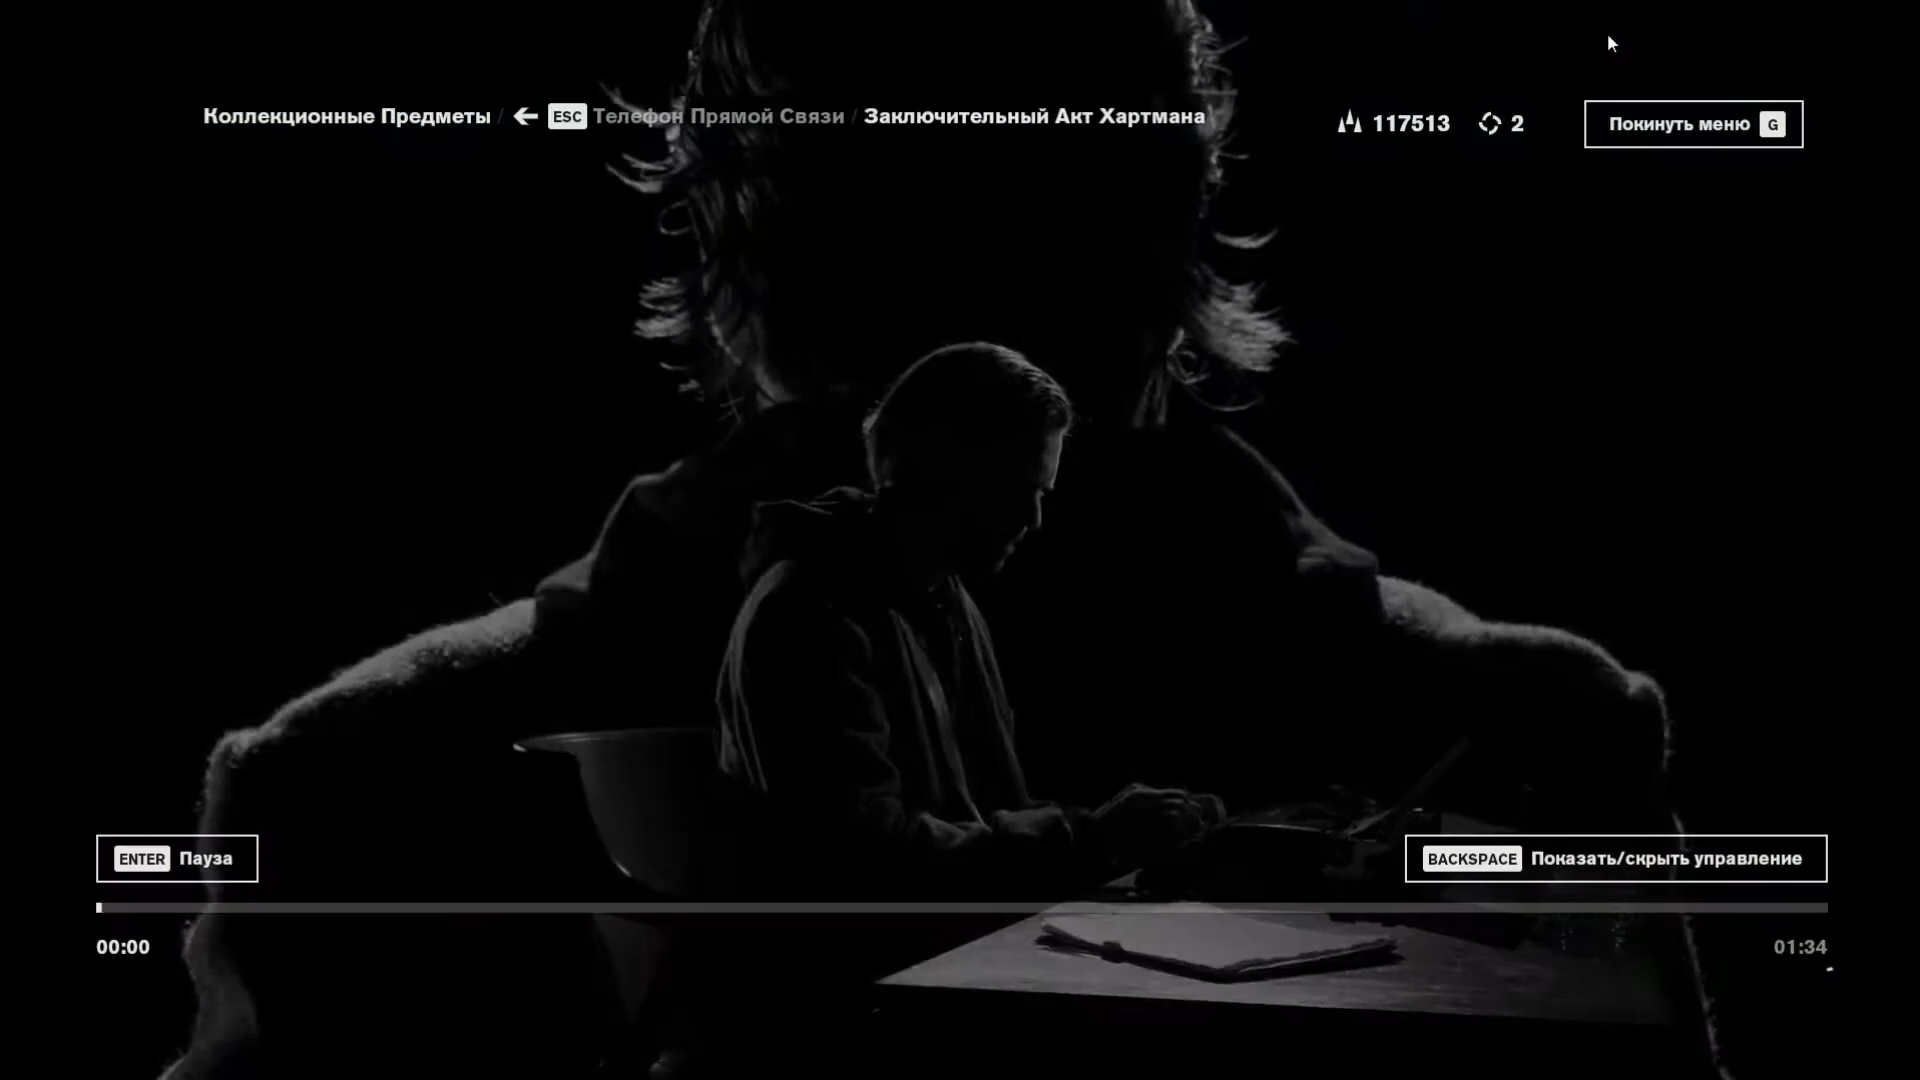 Коллекционные Предметы / ← ESC Телефон Прямой Связи / Заключительный Акт Хартмана
117513 2
Покинуть меню G
ENTER Пауза
BACKSPACE Показать/скрыть управление
00:00
01:34